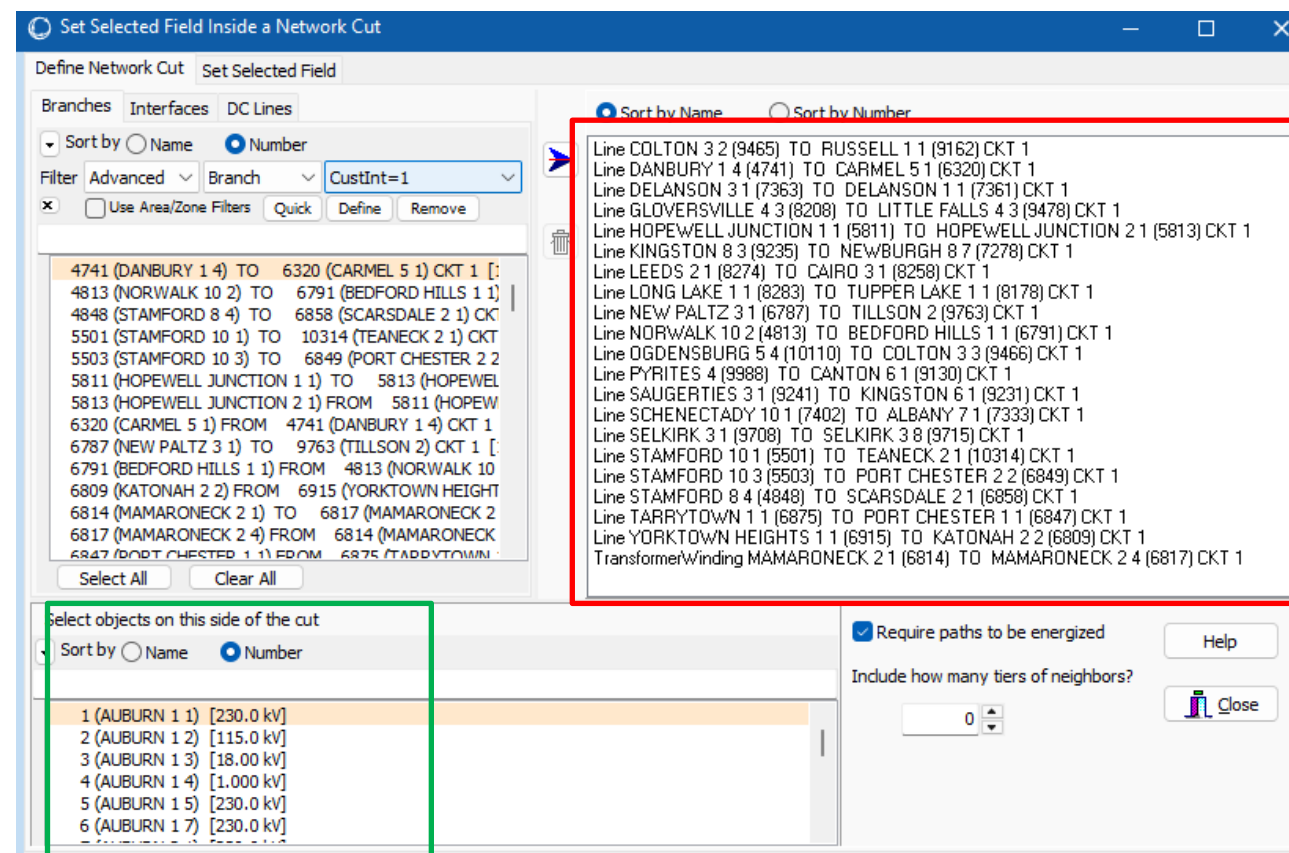 Set Selected Field Inside a Network Cut
Define Network Cut Set Selected Field
Branches Interfaces DC Lines
Sort by Name Number
Filter Advanced Branch CustInt=1
Use Area/Zone Filters Quick Define Remove
4741 (DANBURY 1 4) TO 6320 (CARMEL 5 1) CKT 1 [
4813 (NORWALK 10 2) TO 6791 (BEDFORD HILLS 1 1)
4848 (STAMFORD 8 4) TO 6858 (SCARSDALE 2 1) CK
5501 (STAMFORD 10 1) TO 10314 (TEANECK 2 1) CKT
5503 (STAMFORD 10 3) TO 6849 (PORT CHESTER 2 2
5811 (HOPEWELL JUNCTION 1 1) TO 5813 (HOPEWEL
5813 (HOPEWELL JUNCTION 2 1) FROM 5811 (HOPEW
6320 (CARMEL 5 1) FROM 4741 (DANBURY 1 4) CKT 1
6787 (NEW PALTZ 3 1) TO 9763 (TILLSON 2) CKT 1 [
6791 (BEDFORD HILLS 1 1) FROM 4813 (NORWALK 10
6809 (KATONAH 2 2) FROM 6915 (YORKTOWN HEIGHT
6814 (MAMARONECK 2 1) TO 6817 (MAMARONECK 2
6817 (MAMARONECK 2 4) FROM 6814 (MAMARONECK
6847 (PORT CHESTER 1 1) FROM 6875 (TARRYTOWN
Select All Clear All
Sort by Name Sort by Number
Line COLTON 3 2 (9465) TO RUSSELL 1 1 (9162) CKT 1
Line DANBURY 1 4 (4741) TO CARMEL 5 1 (6320) CKT 1
Line DELANSON 3 1 (7363) TO DELANSON 1 1 (7361) CKT 1
Line GLOVERSVILLE 4 3 (8208) TO LITTLE FALLS 4 3 (9478) CKT 1
Line HOPEWELL JUNCTION 1 1 (5811) TO HOPEWELL JUNCTION 2 1 (5813) CKT 1
Line KINGSTON 8 3 (9235) TO NEWBURGH 8 7 (7278) CKT 1
Line LEEDS 2 1 (8274) TO CAIRO 3 1 (8258) CKT 1
Line LONG LAKE 1 1 (8283) TO TUPPER LAKE 1 1 (8178) CKT 1
Line NEW PALTZ 3 1 (6787) TO TILLSON 2 (9763) CKT 1
Line NORWALK 10 2 (4813) TO BEDFORD HILLS 1 1 (6791) CKT 1
Line OGDENSBURG 5 4 (10110) TO COLTON 3 3 (9466) CKT 1
Line PYRITES 4 (9988) TO CANTON 6 1 (9130) CKT 1
Line SAUGERTIES 3 1 (9241) TO KINGSTON 6 1 (9231) CKT 1
Line SCHENECTADY 10 1 (7402) TO ALBANY 7 1 (7333) CKT 1
Line SELKIRK 3 1 (9708) TO SELKIRK 3 8 (9715) CKT 1
Line STAMFORD 10 1 (5501) TO TEANECK 2 1 (10314) CKT 1
Line STAMFORD 10 3 (5503) TO PORT CHESTER 2 2 (6849) CKT 1
Line STAMFORD 8 4 (4848) TO SCARSDALE 2 1 (6858) CKT 1
Line TARRYTOWN 1 1 (6875) TO PORT CHESTER 1 1 (6847) CKT 1
Line YORKTOWN HEIGHTS 1 1 (6915) TO KATONAH 2 2 (6809) CKT 1
TransformerWinding MAMARONECK 2 1 (6814) TO MAMARONECK 2 4 (6817) CKT 1
Select objects on this side of the cut
Sort by Name Number
1 (AUBURN 1 1) [230.0 kV]
2 (AUBURN 1 2) [115.0 kV]
3 (AUBURN 1 3) [18.00 kV]
4 (AUBURN 1 4) [1.000 kV]
5 (AUBURN 1 5) [230.0 kV]
6 (AUBURN 1 7) [230.0 kV]
Require paths to be energized
Include how many tiers of neighbors?
0
Help
Close